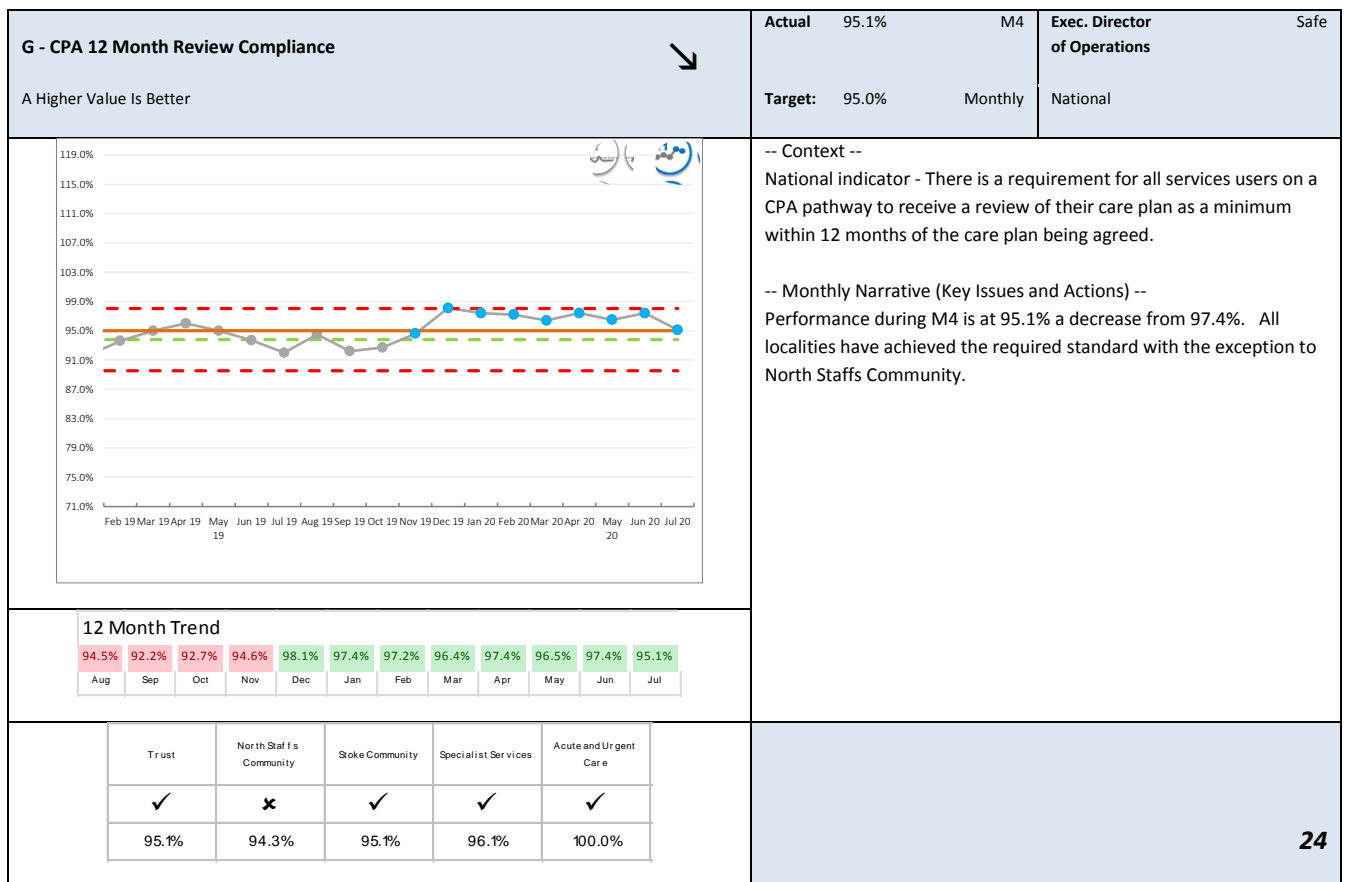 G - CPA 12 Month Review Compliance
A Higher Value Is Better
Actual 95.1% M4
Target: 95.0% Monthly
Exec. Director Safe
of Operations
National
119.0%
115.0%
111.0%
107.0%
103.0%
99.0%
95.0%
91.0%
87.0%
83.0%
79.0%
75.0%
71.0%
Feb 19 Mar 19 Apr 19 May 19 Jun 19 Jul 19 Aug 19 Sep 19 Oct 19 Nov 19 Dec 19 Jan 20 Feb 20 Mar 20 Apr 20 May 20 Jun 20 Jul 20
-- Context --
National indicator - There is a requirement for all services users on a
CPA pathway to receive a review of their care plan as a minimum
within 12 months of the care plan being agreed.
-- Monthly Narrative (Key Issues and Actions) --
Performance during M4 is at 95.1% a decrease from 97.4%. All
localities have achieved the required standard with the exception to
North Staffs Community.
12 Month Trend
94.5% 92.2% 92.7% 94.6% 98.1% 97.4% 97.2% 96.4% 97.4% 96.5% 97.4% 95.1%
Aug Sep Oct Nov Dec Jan Feb Mar Apr May Jun Jul
Trust
North Staffs
Community
Stoke Community
Specialist Services
Acute and Urgent
Care
✓ ✗ ✓ ✓ ✓
95.1% 94.3% 95.1% 96.1% 100.0%
24